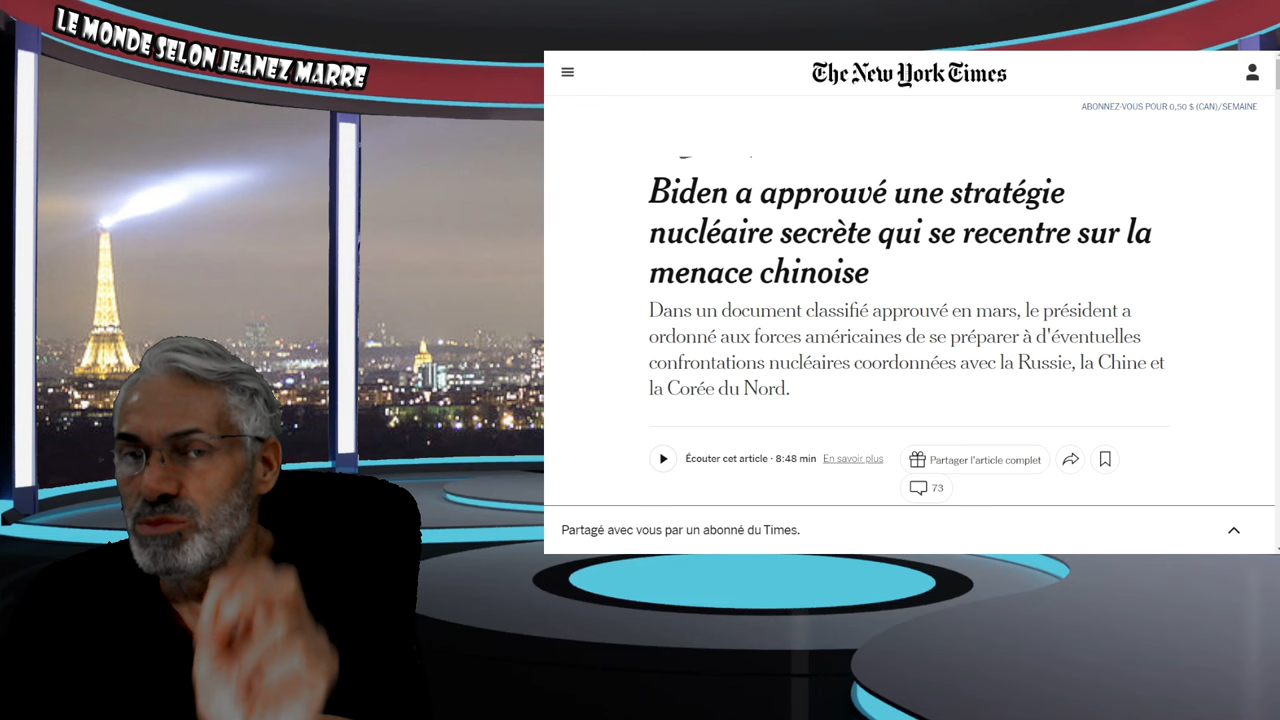 LE MONDE SELON JEANEZ MARRE
The New York Times
ABONNEZ-VOUS POUR 0,50 $ (CAN)/SEMAINE
Biden a approuvé une stratégie
nucléaire secrète qui se recentre sur la
menace chinoise
Dans un document classifié approuvé en mars, le président a
ordonné aux forces américaines de se préparer à d'éventuelles
confrontations nucléaires coordonnées avec la Russie, la Chine et
la Corée du Nord.
Écouter cet article · 8:48 min En savoir plus
Partager l'article complet
73
Partagé avec vous par un abonné du Times.